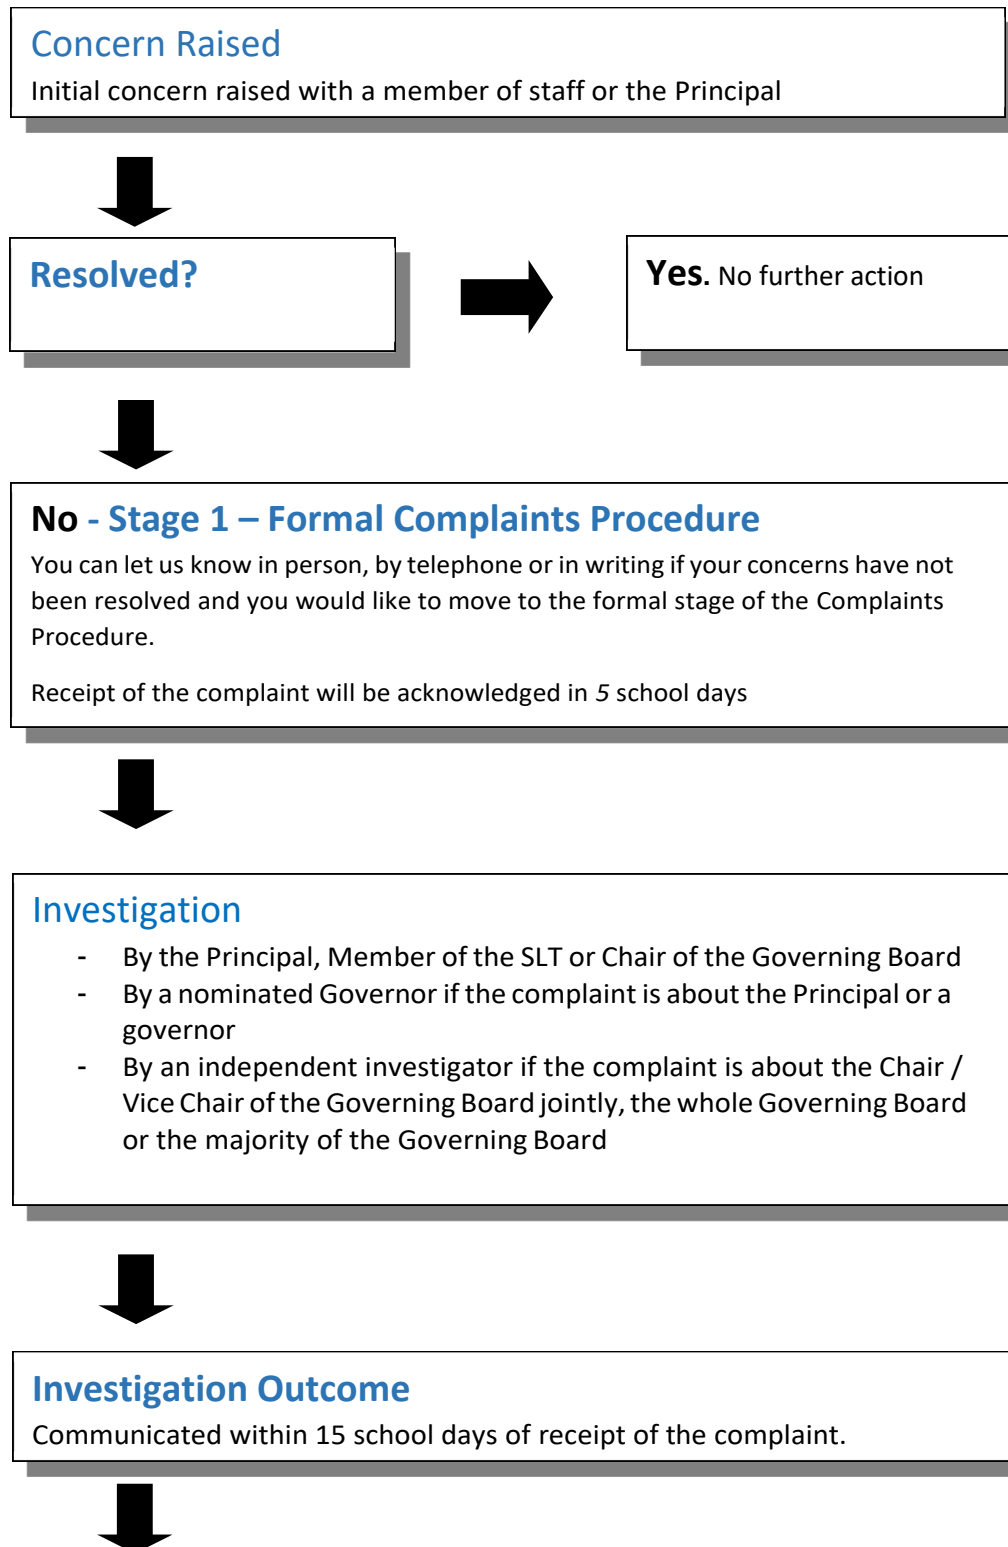 Concern Raised
Initial concern raised with a member of staff or the Principal
Resolved?
Yes. No further action
No - Stage 1 – Formal Complaints Procedure
You can let us know in person, by telephone or in writing if your concerns have not
been resolved and you would like to move to the formal stage of the Complaints
Procedure.
Receipt of the complaint will be acknowledged in 5 school days
Investigation
- By the Principal, Member of the SLT or Chair of the Governing Board
- By a nominated Governor if the complaint is about the Principal or a
governor
- By an independent investigator if the complaint is about the Chair /
Vice Chair of the Governing Board jointly, the whole Governing Board
or the majority of the Governing Board
Investigation Outcome
Communicated within 15 school days of receipt of the complaint.